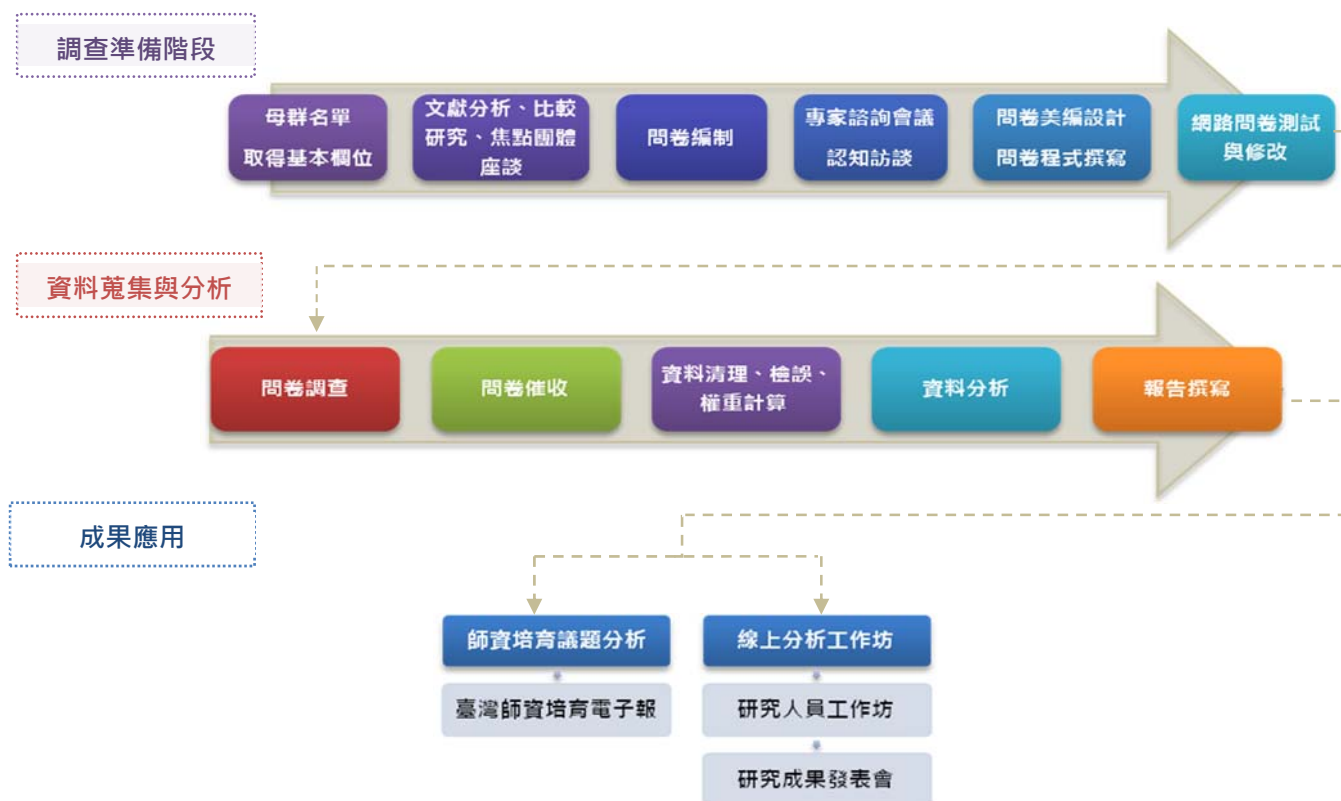 調查準備階段
母群名單
取得基本欄位
文獻分析、比較
研究、焦點團體
座談
問卷編制
專家諮詢會議
認知訪談
問卷美編設計
問卷程式撰寫
網路問卷測試
與修改
資料蒐集與分析
問卷調查
問卷催收
資料清理、檢誤、
權重計算
資料分析
報告撰寫
成果應用
師資培育議題分析
臺灣師資培育電子報
線上分析工作坊
研究人員工作坊
研究成果發表會